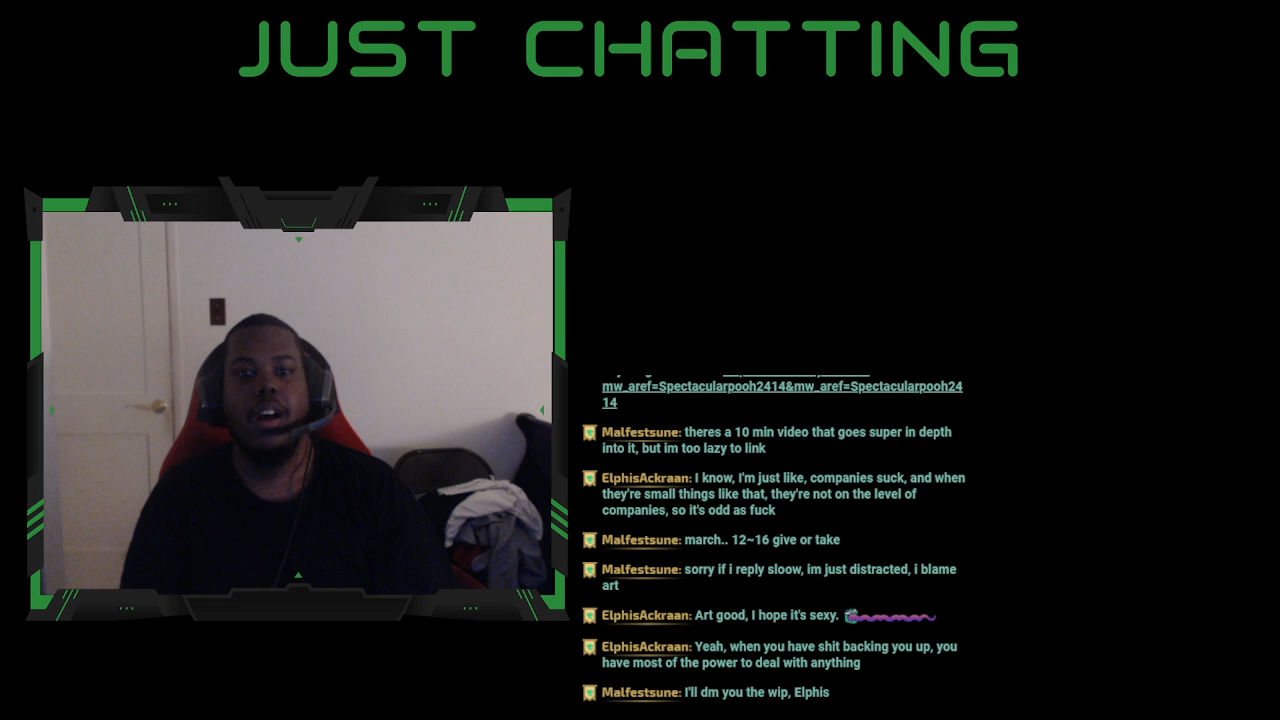 JUST CHATTING
mw_aref=Spectacularpooh2414&mw_aref=Spectacularpooh24
14
Malfestsune: theres a 10 min video that goes super in depth
into it, but im too lazy to link
ElphisAckraan: I know, I'm just like, companies suck, and when
they're small things like that, they're not on the level of
companies, so it's odd as fuck
Malfestsune: march.. 12~16 give or take
Malfestsune: sorry if i reply sloow, im just distracted, i blame
art
ElphisAckraan: Art good, I hope it's sexy.
ElphisAckraan: Yeah, when you have shit backing you up, you
have most of the power to deal with anything
Malfestsune: I'll dm you the wip, Elphis